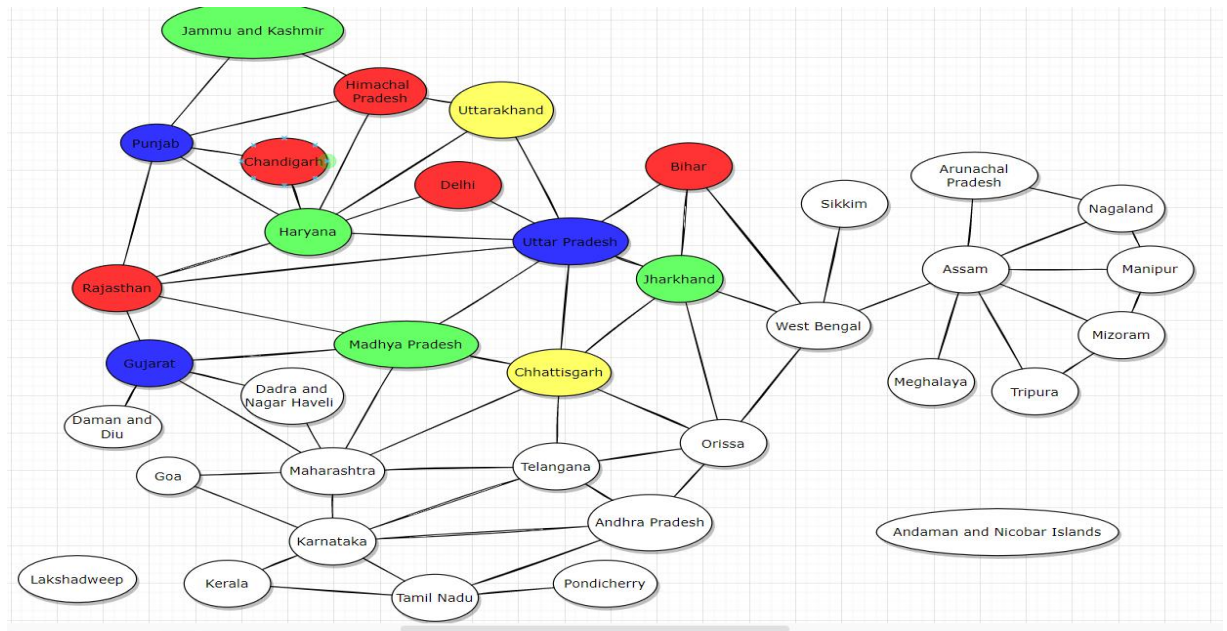 Jammu and Kashmir
Himachal
Pradesh
Uttarakhand
Punjab
Chandigarh
Delhi
Bihar
Arunachal
Pradesh
Sikkim
Nagaland
Haryana
Uttar Pradesh
Assam
Manipur
Rajasthan
Jharkhand
West Bengal
Mizoram
Madhya Pradesh
Gujarat
Chhattisgarh
Meghalaya
Tripura
Dadra and
Nagar Haveli
Daman and
Diu
Orissa
Goa
Maharashtra
Telangana
Andhra Pradesh
Andaman and Nicobar Islands
Karnataka
Lakshadweep
Kerala
Tamil Nadu
Pondicherry